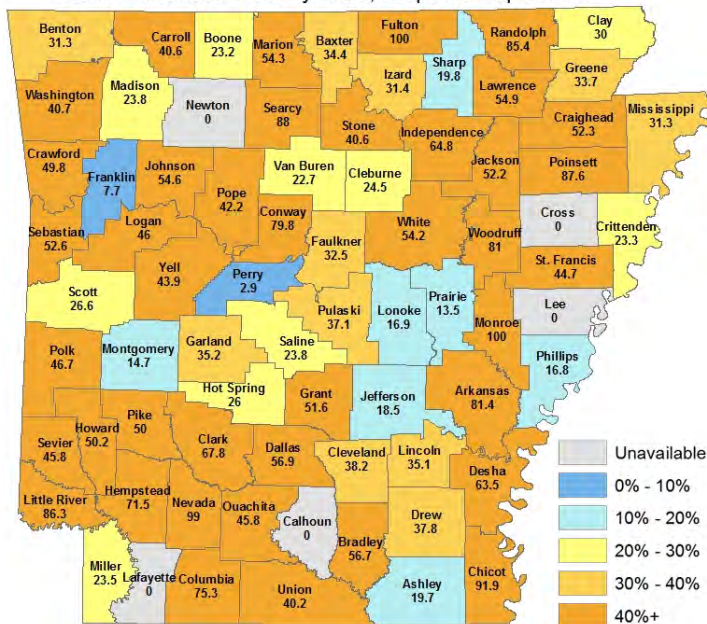 Benton
31.3
Carroll
40.6
Boone
23.2
Marion
54.3
Baxter
34.4
Fulton
100
Randolph
85.4
Clay
30
Sharp
19.8
Izard
31.4
Greene
33.7
Washington
40.7
Madison
23.8
Newton
0
Searcy
88
Lawrence
54.9
Mississippi
31.3
Stone
40.6
Independence
64.8
Craighead
52.3
Crawford
49.8
Franklin
7.7
Johnson
54.6
Van Buren
22.7
Cleburne
24.5
Jackson
52.2
Poinsett
87.6
Pope
42.2
Sebastian
52.6
Logan
46
Conway
79.8
Faulkner
32.5
White
54.2
Woodruff
81
Cross
0
Crittenden
23.3
Yell
43.9
Perry
2.9
St. Francis
44.7
Scott
26.6
Pulaski
37.1
Lonoke
16.9
Prairie
13.5
Monroe
100
Lee
0
Polk
46.7
Montgomery
14.7
Garland
35.2
Saline
23.8
Phillips
16.8
Hot Spring
26
Grant
51.6
Jefferson
18.5
Arkansas
81.4
Sevier
45.8
Howard
50.2
Pike
50
Clark
67.8
Dallas
56.9
Cleveland
38.2
Lincoln
35.1
Desha
63.5
Little River
86.3
Hempstead
71.5
Nevada
99
Ouachita
45.8
Calhoun
0
Bradley
56.7
Drew
37.8
Miller
23.5
Lafayette
0
Columbia
75.3
Union
40.2
Ashley
19.7
Chicot
91.9
Unavailable
0% - 10%
10% - 20%
20% - 30%
30% - 40%
40%+